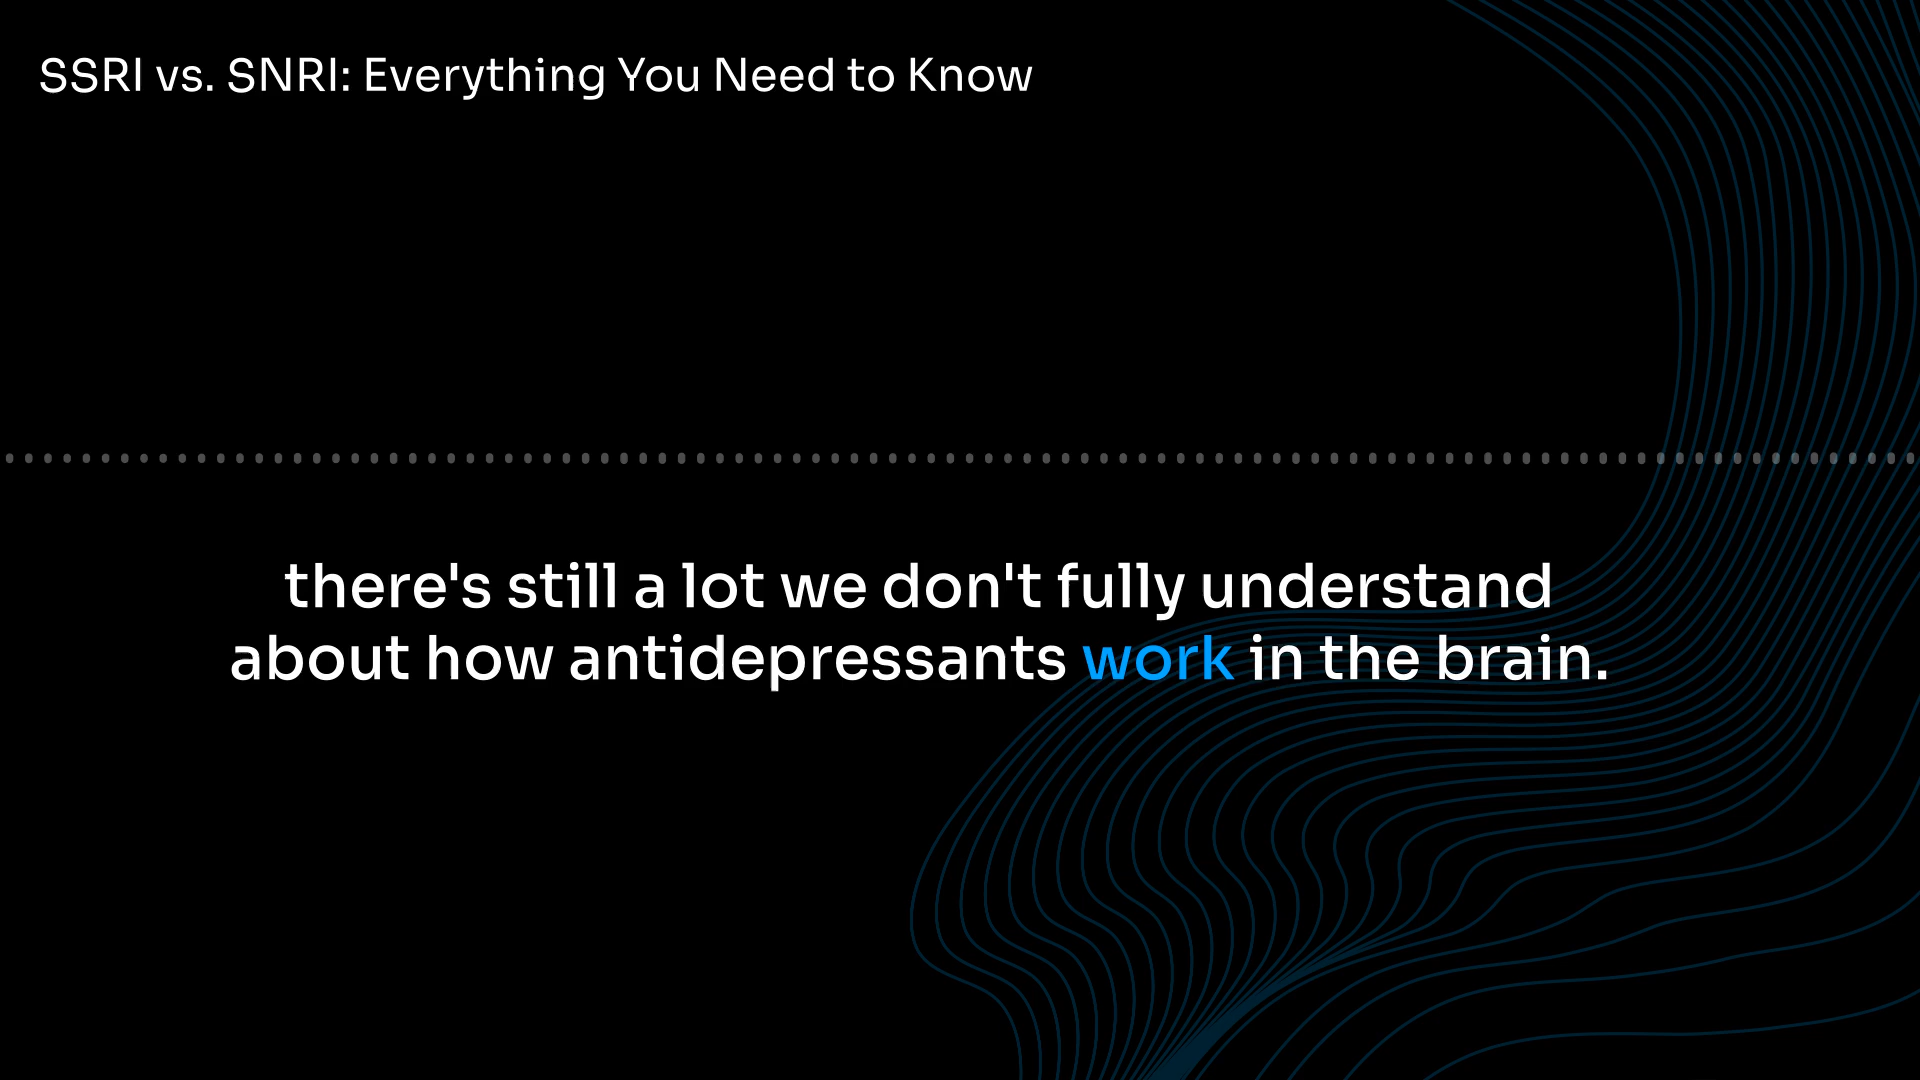 SSRI vs. SNRI: Everything You Need to Know
there's still a lot we don't fully understand
about how antidepressants work in the brain.